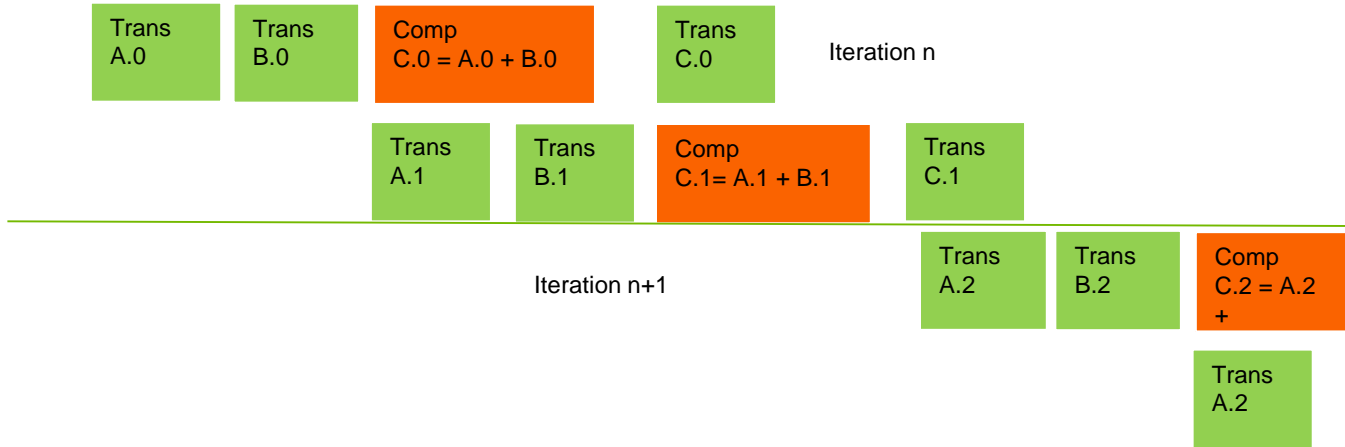 Trans
A.0
Trans
B.0
Comp
C.0 = A.0 + B.0
Trans
C.0
Iteration n
Trans
A.1
Trans
B.1
Comp
C.1= A.1 + B.1
Trans
C.1
Iteration n+1
Trans
A.2
Trans
B.2
Comp
C.2 = A.2
+
Trans
A.2